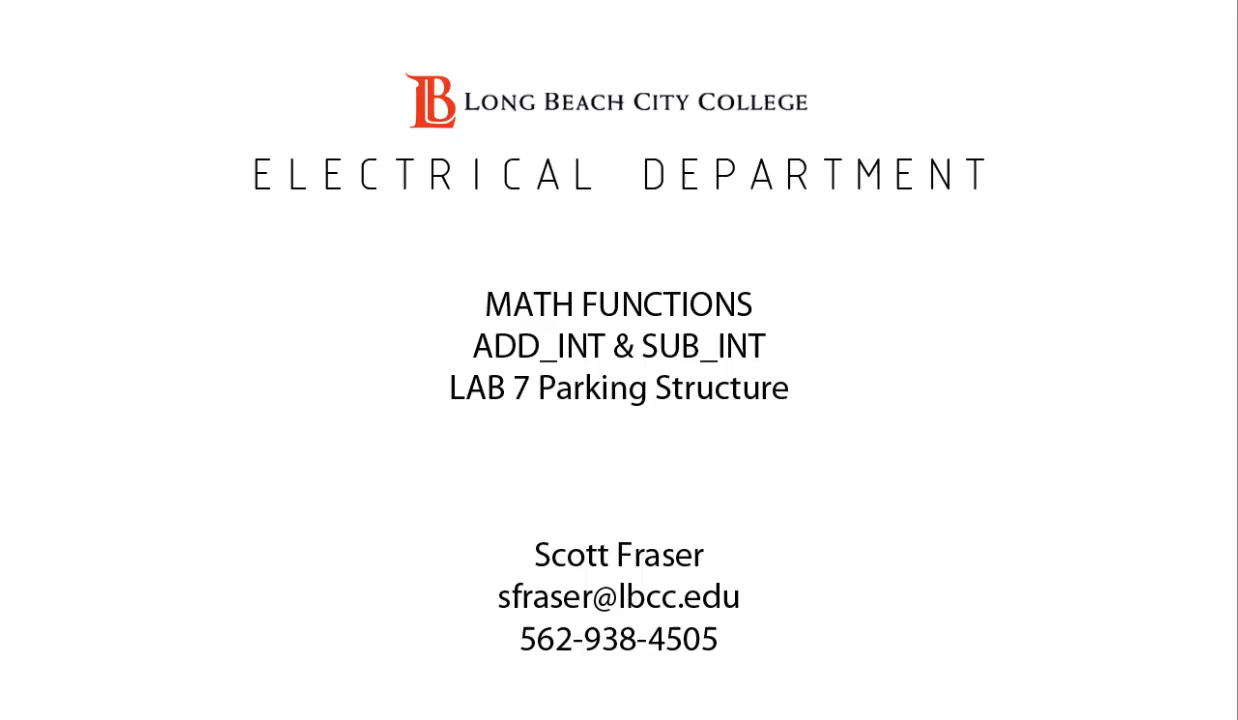 LB LONG BEACH CITY COLLEGE
ELECTRICAL DEPARTMENT
MATH FUNCTIONS
ADD_INT & SUB_INT
LAB 7 Parking Structure
Scott Fraser
sfraser@lbcc.edu
562-938-4505